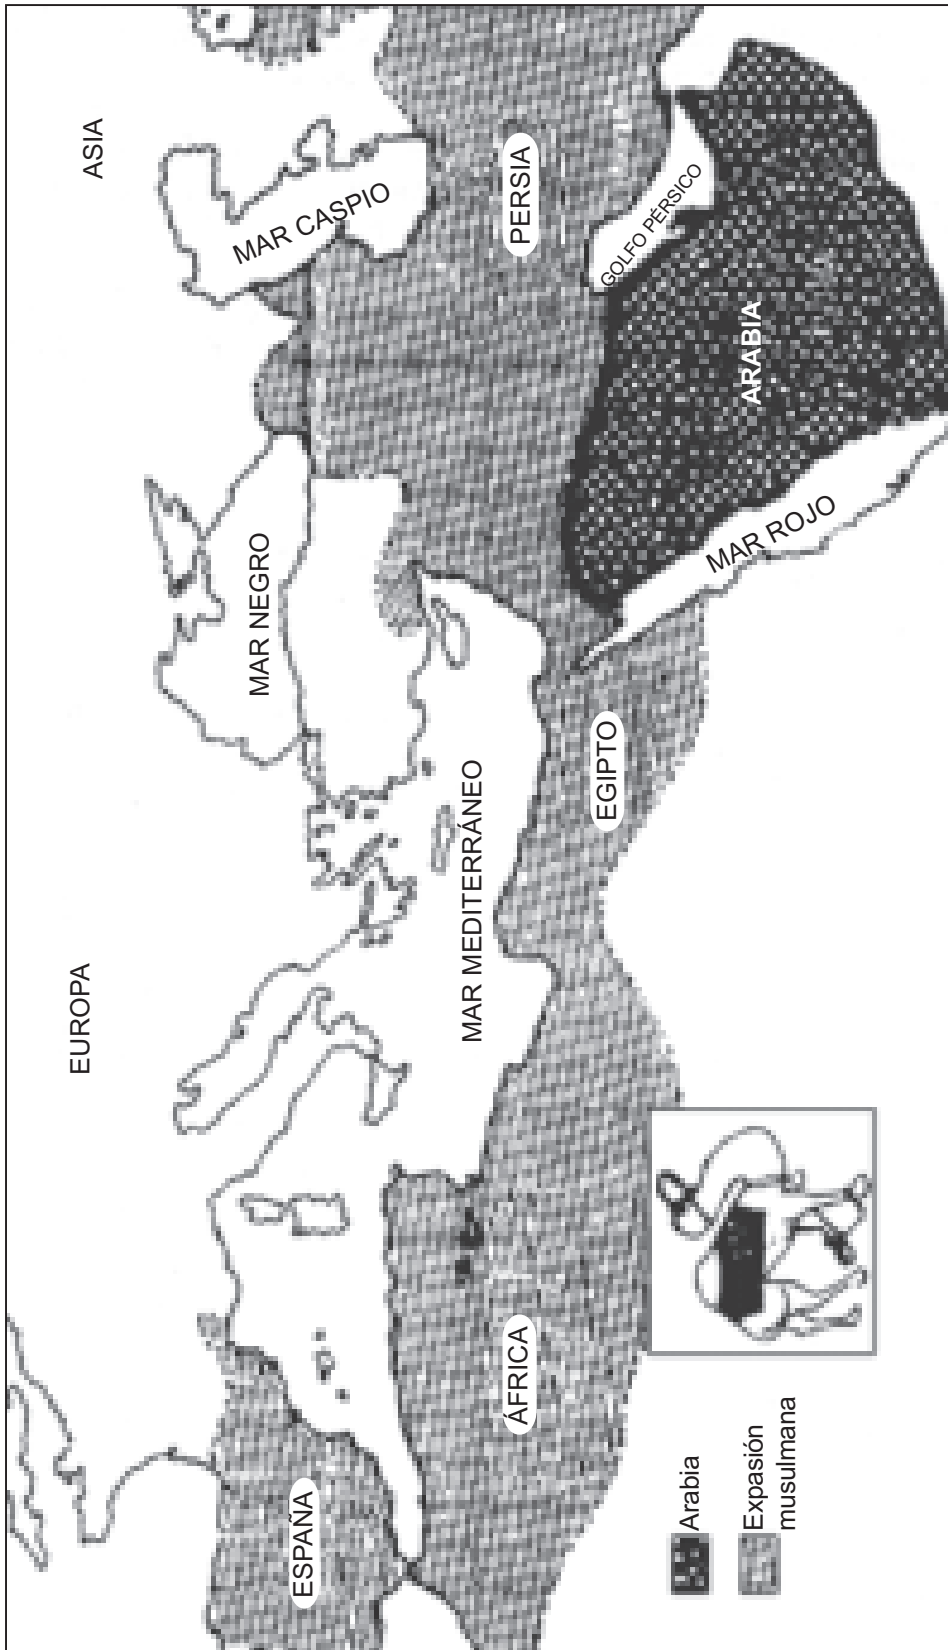 EUROPA
ASIA
MAR CASPIO
MAR NEGRO
ESPAÑA
MAR MEDITERRÁNEO
PERSIA
ÁFRICA
EGIPTO
GOLFO PÉRSICO
ARABIA
MAR ROJO
Arabia
Expasión
musulmana